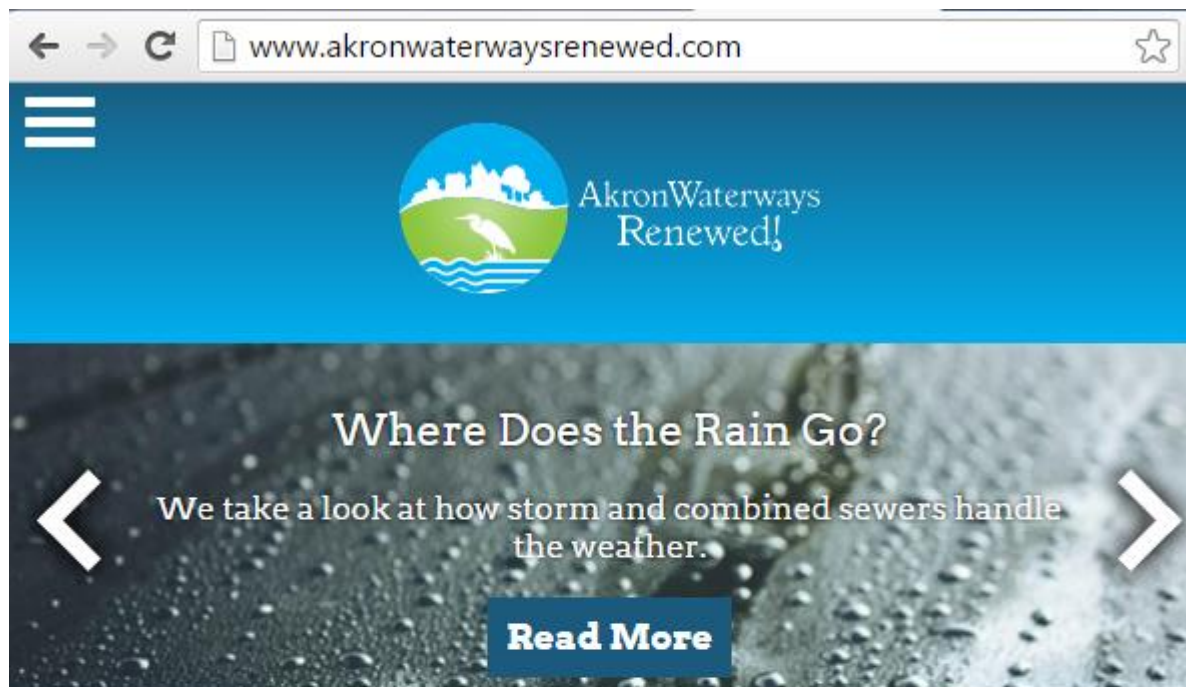 www.akronwaterwaysrenewed.com
AkronWaterways
Renewed!
Where Does the Rain Go?
We take a look at how storm and combined sewers handle
the weather.
Read More